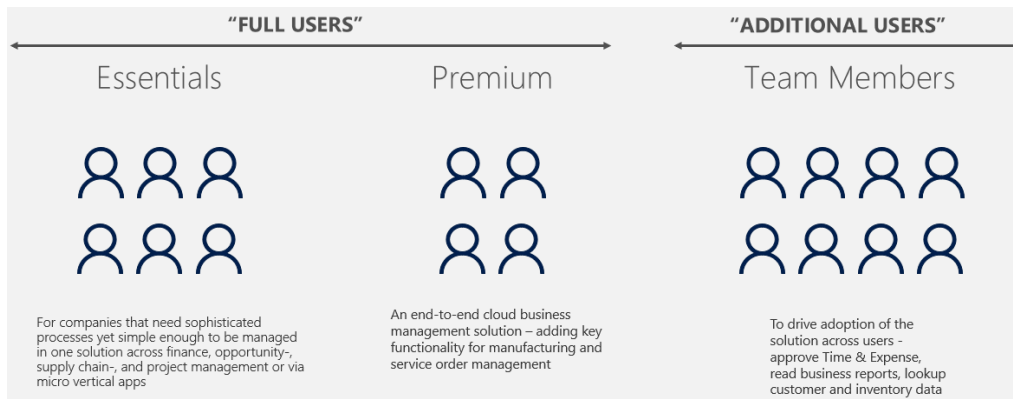 “FULL USERS”
“ADDITIONAL USERS”
Essentials
Premium
Team Members
For companies that need sophisticated
processes yet simple enough to be managed
in one solution across finance, opportunity-,
supply chain-, and project management or via
micro vertical apps
An end-to-end cloud business
management solution – adding key
functionality for manufacturing and
service order management
To drive adoption of the
solution across users -
approve Time & Expense,
read business reports, lookup
customer and inventory data